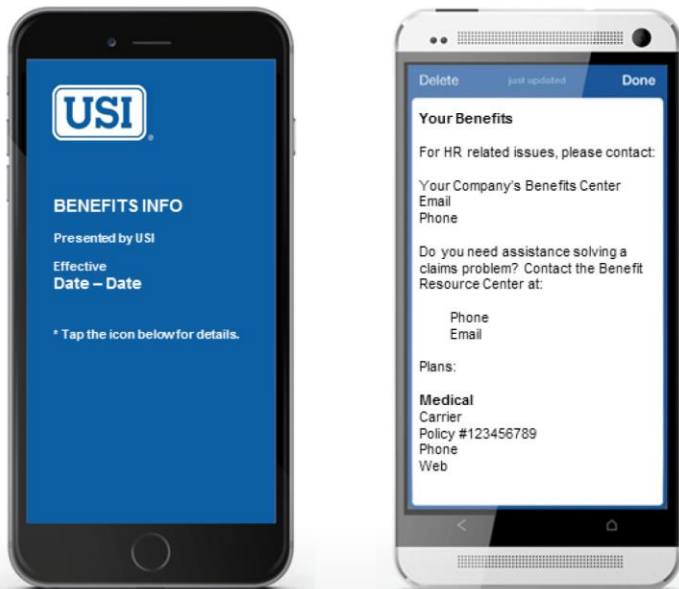 USI
BENEFITS INFO
Presented by USI
Effective
Date – Date
* Tap the icon below for details.
Delete just updated Done
Your Benefits
For HR related issues, please contact:
Your Company's Benefits Center
Email
Phone
Do you need assistance solving a
claims problem? Contact the Benefit
Resource Center at:
Phone
Email
Plans:
Medical
Carrier
Policy #123456789
Phone
Web